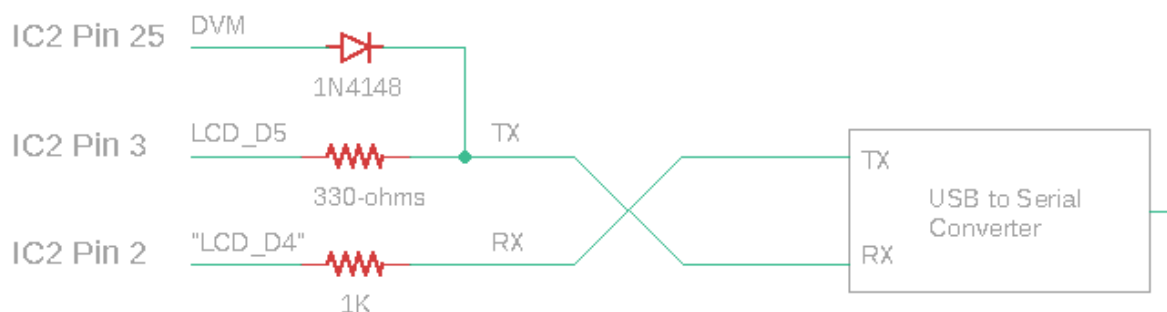 IC2 Pin 25
DVM
1N4148
IC2 Pin 3
LCD_D5
TX
330-ohms
IC2 Pin 2
"LCD_D4"
RX
1K
TX
USB to Serial
Converter
RX